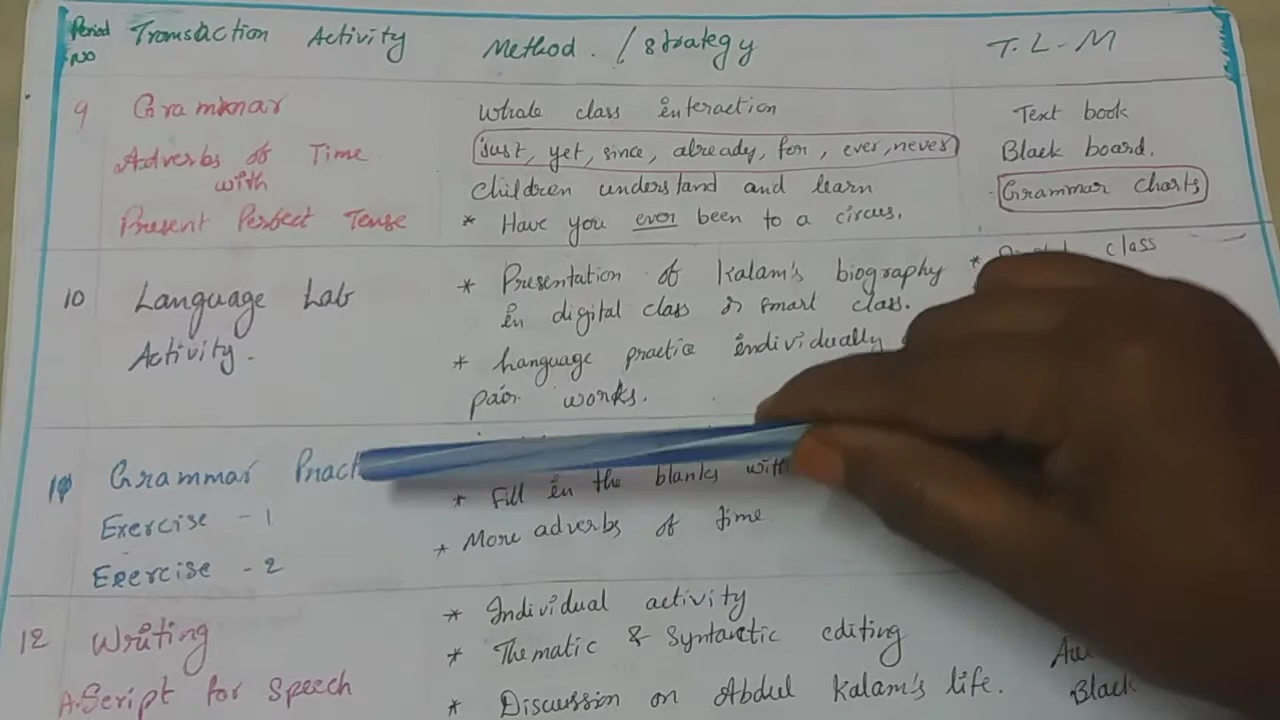 Period Transaction Activity Method. / strategy T.L-M
No
9 Grammar Whole class interaction Text book
Adverbs of Time Just, yet, since, already, for, ever, never Black board.
with children understand and learn Grammar charts
Present Perfect Tense * Have you ever been to a circus.
10 Language Lab * Presentation of Kalam's biography * class
Activity. in digital class or smart class.
* Language practice individually
pair works.
11 Grammar
Exercise - 1 * Fill in the blanks with
Exercise - 2 * More adverbs of time.
12 Writing * Individual activity
* Thematic & Syntactic editing
A. Script for speech * Discussion on Abdul Kalam's life. Black